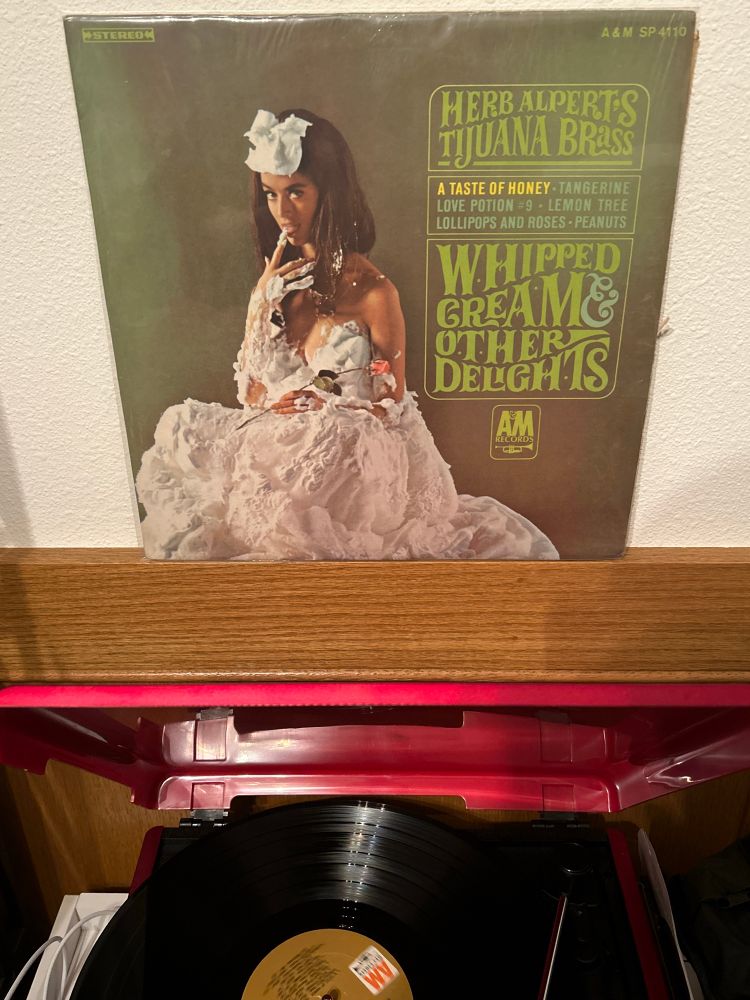 STEREO
A&M SP 4110
HERB ALPERT'S
TIJUANA BRASS
A TASTE OF HONEY · TANGERINE
LOVE POTION #9 · LEMON TREE
LOLLIPOPS AND ROSES · PEANUTS
WHIPPED
CREAM &
OTHER
DELIGHTS
A&M
RECORDS
AM